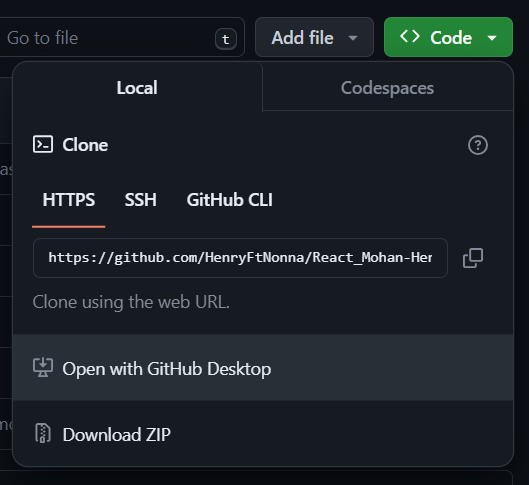 Go to file
t
Add file
Code
Local
Codespaces
Clone
HTTPS
SSH
GitHub CLI
https://github.com/HenryFtNonna/React_Mohan-Her
Clone using the web URL.
Open with GitHub Desktop
Download ZIP